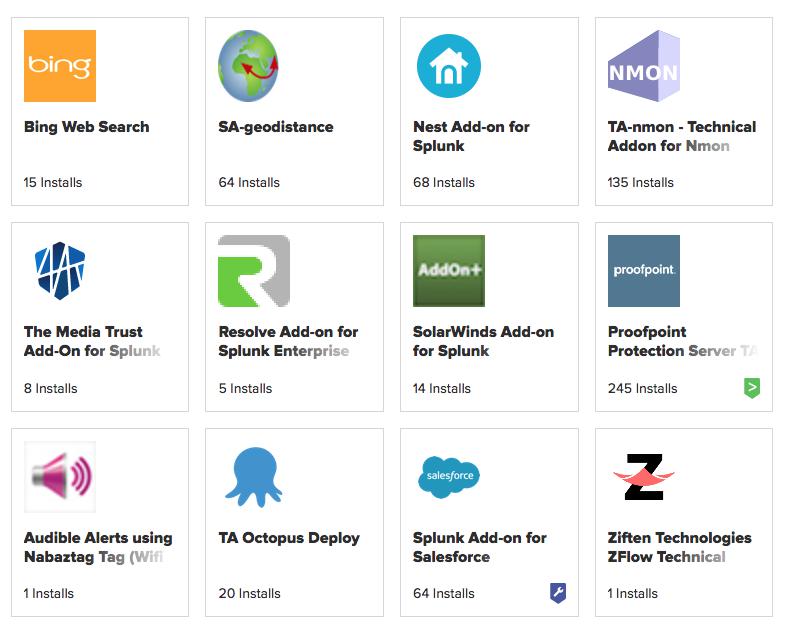 bing
Bing Web Search
15 Installs
SA-geodistance
64 Installs
Nest Add-on for
Splunk
68 Installs
NMON
TA-nmon - Technical
Addon for Nmon
135 Installs
The Media Trust
Add-On for Splunk
8 Installs
Resolve Add-on for
Splunk Enterprise
5 Installs
AddOn+
SolarWinds Add-on
for Splunk
14 Installs
proofpoint.
Proofpoint
Protection Server TA
245 Installs
>
Audible Alerts using
Nabaztag Tag (Wifi
1 Installs
TA Octopus Deploy
20 Installs
salesforce
Splunk Add-on for
Salesforce
64 Installs
Z
Ziften Technologies
ZFlow Technical
1 Installs